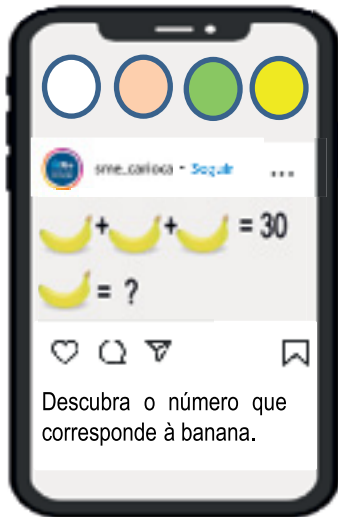 sme_carioca • Seguir ...
+ + = 30
= ?
Descubra o número que
corresponde à banana.